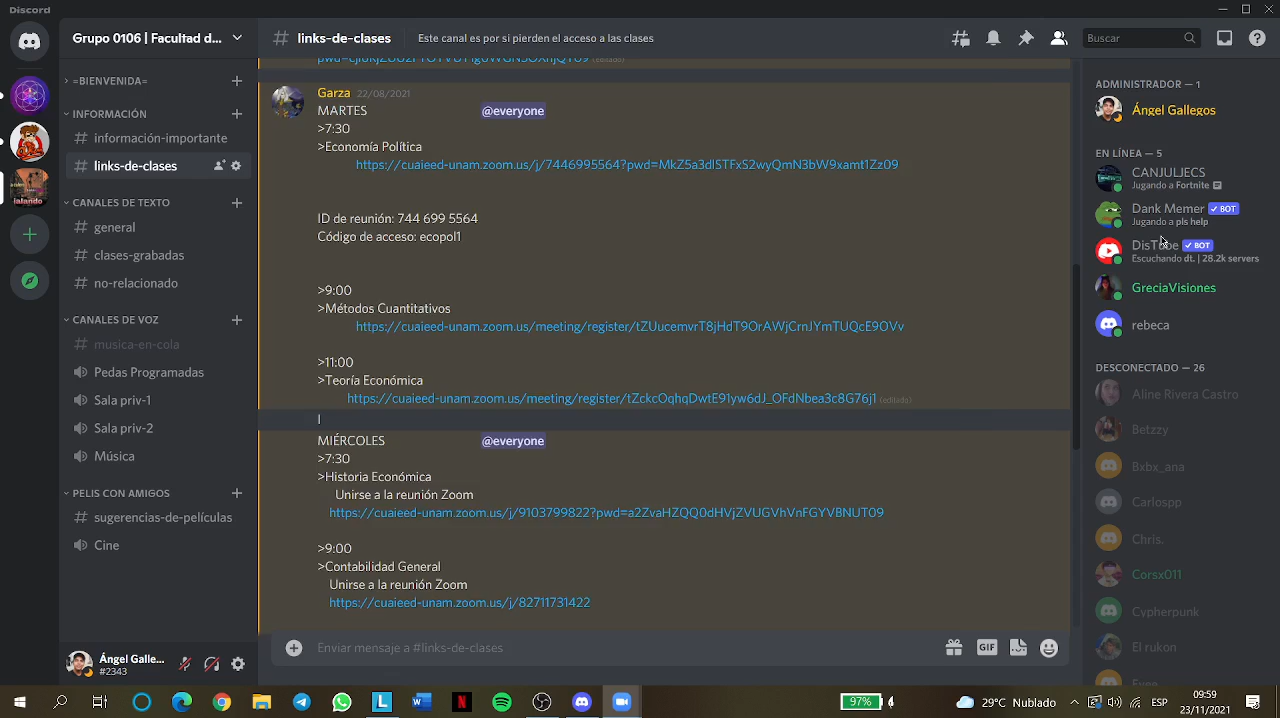 Discord
Grupo 0106 | Facultad d...
links-de-clases
Este canal es por si pierden el acceso a las clases
Buscar
=BIENVENIDA=
INFORMACIÓN
información-importante
links-de-clases
CANALES DE TEXTO
general
clases-grabadas
no-relacionado
CANALES DE VOZ
musica-en-cola
Pedas Programadas
Sala priv-1
Sala priv-2
Música
PELIS CON AMIGOS
sugerencias-de-películas
Cine
Ángel Gall...
#2343
Garza 22/08/2021
MARTES @everyone
>7:30
>Economía Política
https://cuaieed-unam.zoom.us/j/7446995564?pwd=MkZ5a3dlSTFxS2wyQmN3bW9xamt1Zz09
ID de reunión: 744 699 5564
Código de acceso: ecopol1
>9:00
>Métodos Cuantitativos
https://cuaieed-unam.zoom.us/meeting/register/tZUucemvrT8jHdT9OrAWjCrnJYmTUQcE9OVv
>11:00
>Teoría Económica
https://cuaieed-unam.zoom.us/meeting/register/tZckcOqhqDwtE91yw6dJ_OFdNbea3c8G76j1 (editado)
|
MIÉRCOLES @everyone
>7:30
>Historia Económica
Unirse a la reunión Zoom
https://cuaieed-unam.zoom.us/j/9103799822?pwd=a2ZvaHZQQ0dHVjZVUGVhVnFGYVBNUT09
>9:00
>Contabilidad General
Unirse a la reunión Zoom
https://cuaieed-unam.zoom.us/j/82711731422
Enviar mensaje a #links-de-clases
GIF
ADMINISTRADOR — 1
Ángel Gallegos
EN LÍNEA — 5
CANJUIECS
Jugando a Fortnite
Dank Memer BOT
Jugando a pls help
BOT
Escuchando dt. | 28.2k servers
GreciaVisiones
rebeca
DESCONECTADO — 26
Aline Rivera Castro
Betzzy
Bxbx_ana
Carlospp
Chris.
Corsx011
Cypherpunk
El rukon
97%
29°C Nublado
ESP
09:59
23/11/2021